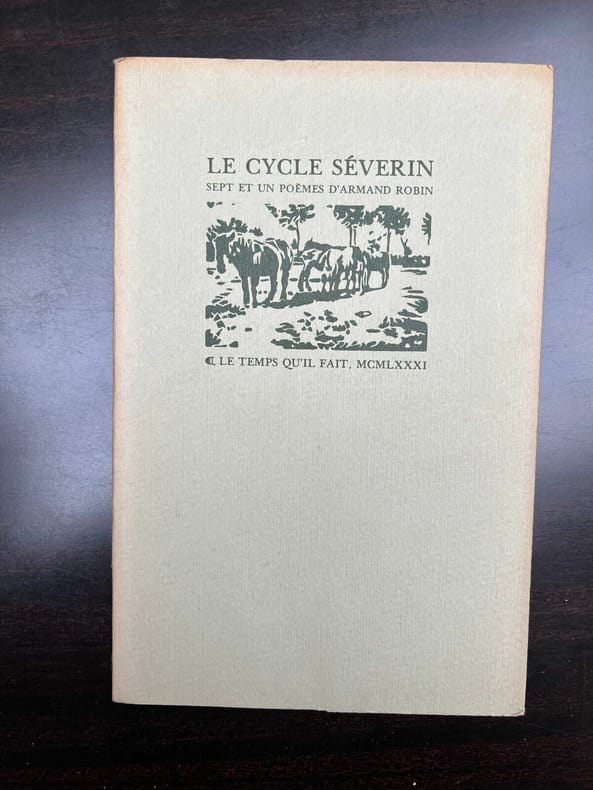 LE CYCLE SÉVERIN
SEPT ET UN POÈMES D'ARMAND ROBIN
LE TEMPS QU'IL FAIT, MCMLXXXI